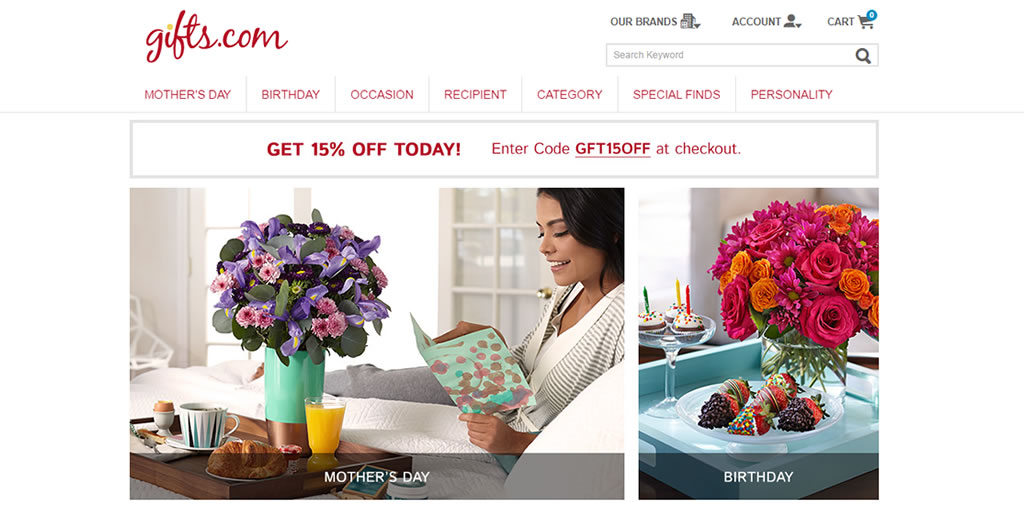 gifts.com
OUR BRANDS
ACCOUNT
CART
0
Search Keyword
MOTHER'S DAY
BIRTHDAY
OCCASION
RECIPIENT
CATEGORY
SPECIAL FINDS
PERSONALITY
GET 15% OFF TODAY! Enter Code GFT15OFF at checkout.
MOTHER'S DAY
BIRTHDAY